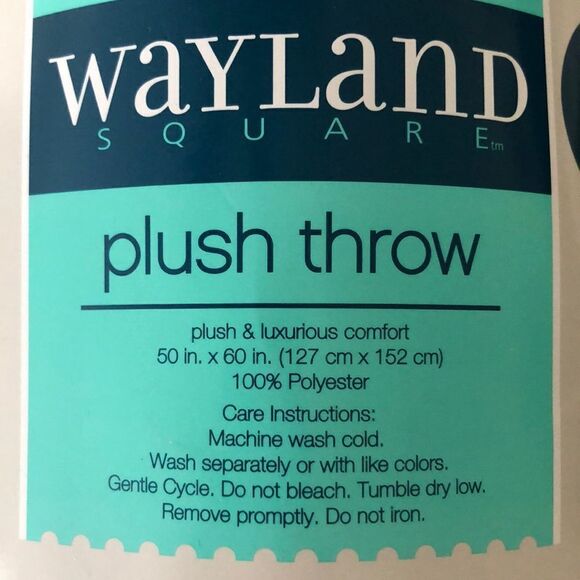 WaYLanD
SQUARE tm
plush throw
plush & luxurious comfort
50 in. x 60 in. (127 cm x 152 cm)
100% Polyester
Care Instructions:
Machine wash cold.
Wash separately or with like colors.
Gentle Cycle. Do not bleach. Tumble dry low.
Remove promptly. Do not iron.